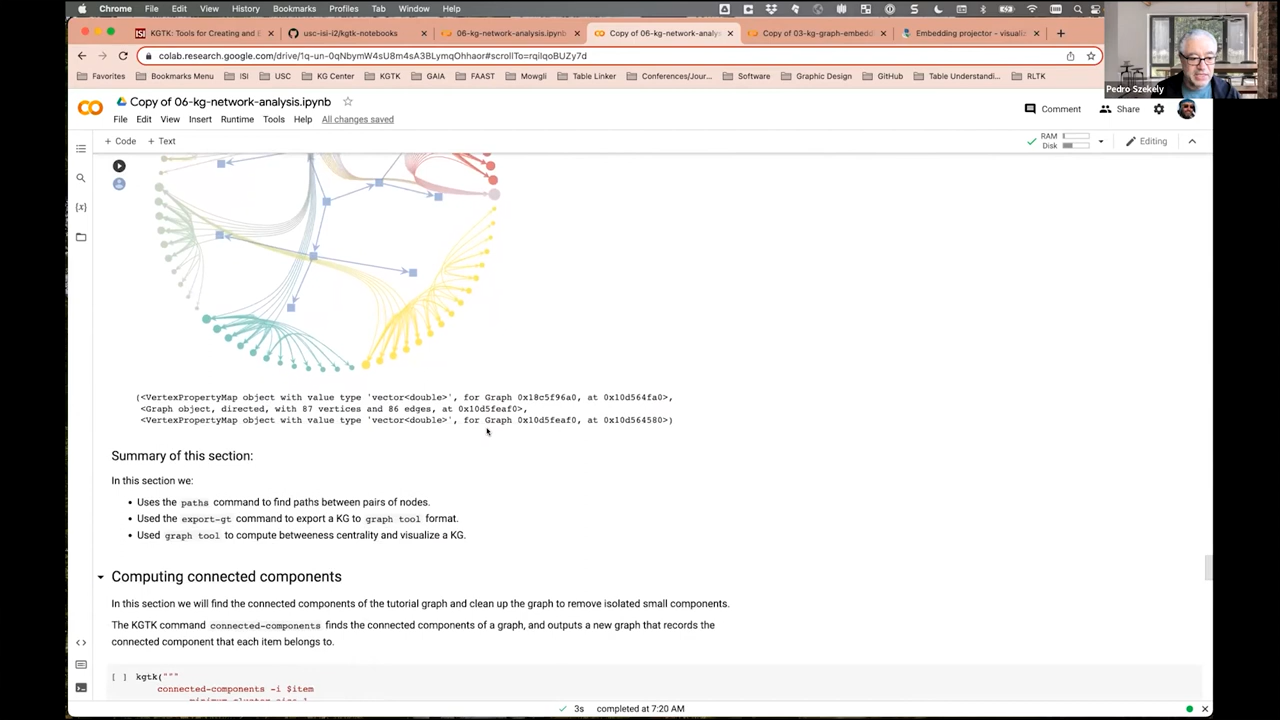 Chrome File Edit View History Bookmarks Profiles Tab Window Help
KGTK: Tools for Creating and E
usc-isi-i2/kgtk-notebooks
06-kg-network-analysis.ipynb
Copy of 06-kg-network-analys
Copy of 03-kg-graph-embedd
Embedding projector - visualiz
colab.research.google.com/drive/1q-un-0qNbymW4sU8m4sA3BLymqOhhaor#scrollTo=rqilqoBUZy7d
Favorites Bookmarks Menu ISI USC KG Center KGTK GAIA FAAST Mowgli Table Linker Conferences/Jour... Software Graphic Design GitHub Table Understandi... RLTK
Pedro Szekely
Copy of 06-kg-network-analysis.ipynb
Comment Share
File Edit View Insert Runtime Tools Help All changes saved
+ Code + Text
RAM
Disk
Editing
{x}
(<VertexPropertyMap object with value type 'vector<double>', for Graph 0x18c5f96a0, at 0x10d564fa0>,
<Graph object, directed, with 87 vertices and 86 edges, at 0x10d5feaf0>,
<VertexPropertyMap object with value type 'vector<double>', for Graph 0x10d5feaf0, at 0x10d564580>)
Summary of this section:
In this section we:
• Uses the paths command to find paths between pairs of nodes.
• Used the export-gt command to export a KG to graph tool format.
• Used graph tool to compute betweeness centrality and visualize a KG.
Computing connected components
In this section we will find the connected components of the tutorial graph and clean up the graph to remove isolated small components.
The KGTK command connected-components finds the connected components of a graph, and outputs a new graph that records the
connected component that each item belongs to.
[ ] kgtk("""
connected-components -i $item
3s completed at 7:20 AM